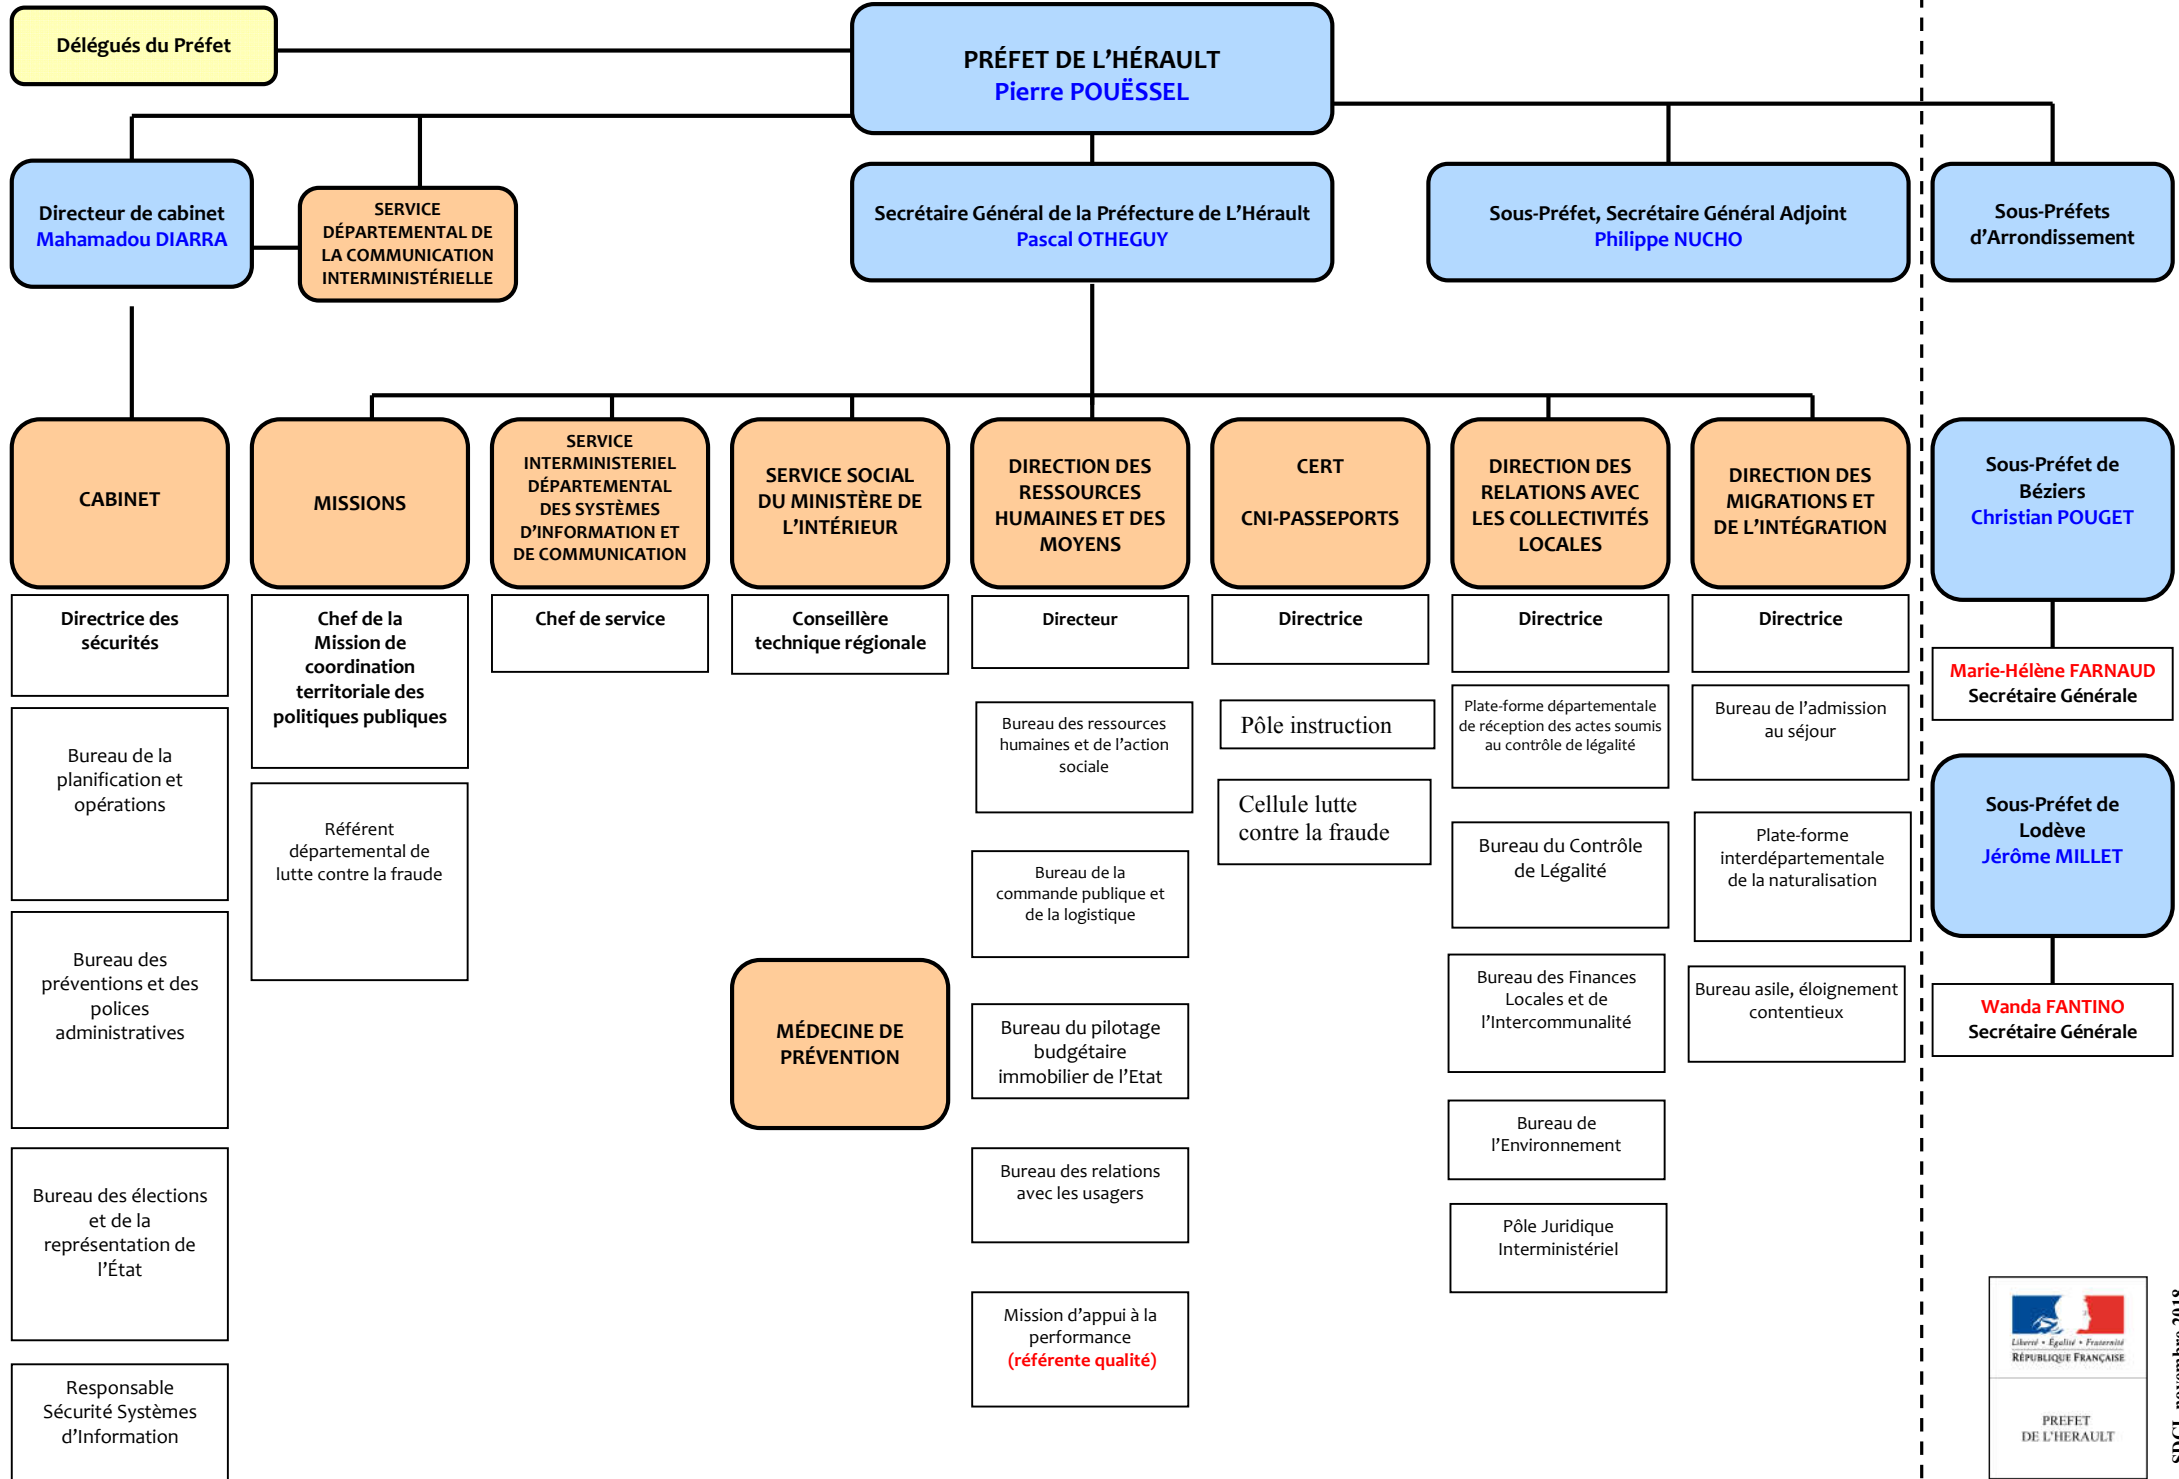 Délégués du Préfet
PRÉFET DE L'HÉRAULT
Pierre POUËSSEL
Directeur de cabinet
Mahamadou DIARRA
SERVICE
DÉPARTEMENTAL DE
LA COMMUNICATION
INTERMINISTÉRIELLE
Secrétaire Général de la Préfecture de L'Hérault
Pascal OTHEGUY
Sous-Préfet, Secrétaire Général Adjoint
Philippe NUCHO
Sous-Préfets
d'Arrondissement
CABINET
Directrice des
sécurités
Bureau de la
planification et
opérations
Bureau des
préventions et des
polices
administratives
Bureau des élections
et de la
représentation de
l'État
Responsable
Sécurité Systèmes
d'Information
MISSIONS
Chef de la
Mission de
coordination
territoriale des
politiques publiques
Référent
départemental de
lutte contre la fraude
SERVICE
INTERMINISTERIEL
DÉPARTEMENTAL
DES SYSTÈMES
D'INFORMATION ET
DE COMMUNICATION
Chef de service
SERVICE SOCIAL
DU MINISTÈRE DE
L'INTÉRIEUR
Conseillère
technique régionale
MÉDECINE DE
PRÉVENTION
DIRECTION DES
RESSOURCES
HUMAINES ET DES
MOYENS
Directeur
Bureau des ressources
humaines et de l'action
sociale
Bureau de la
commande publique et
de la logistique
Bureau du pilotage
budgétaire
immobilier de l'Etat
Bureau des relations
avec les usagers
Mission d'appui à la
performance
(référente qualité)
CERT
CNI-PASSEPORTS
Directrice
Pôle instruction
Cellule lutte
contre la fraude
DIRECTION DES
RELATIONS AVEC
LES COLLECTIVITÉS
LOCALES
Directrice
Plate-forme départementale
de réception des actes soumis
au contrôle de légalité
Bureau du Contrôle
de Légalité
Bureau des Finances
Locales et de
l'Intercommunalité
Bureau de
l'Environnement
Pôle Juridique
Interministériel
DIRECTION DES
MIGRATIONS ET
DE L'INTÉGRATION
Directrice
Bureau de l'admission
au séjour
Plate-forme
interdépartementale
de la naturalisation
Bureau asile, éloignement
contentieux
Sous-Préfet de
Béziers
Christian POUGET
Marie-Hélène FARNAUD
Secrétaire Générale
Sous-Préfet de
Lodève
Jérôme MILLET
Wanda FANTINO
Secrétaire Générale
Liberté • Égalité • Fraternité
RÉPUBLIQUE FRANÇAISE
PREFET
DE L'HERAULT
novembre 2018